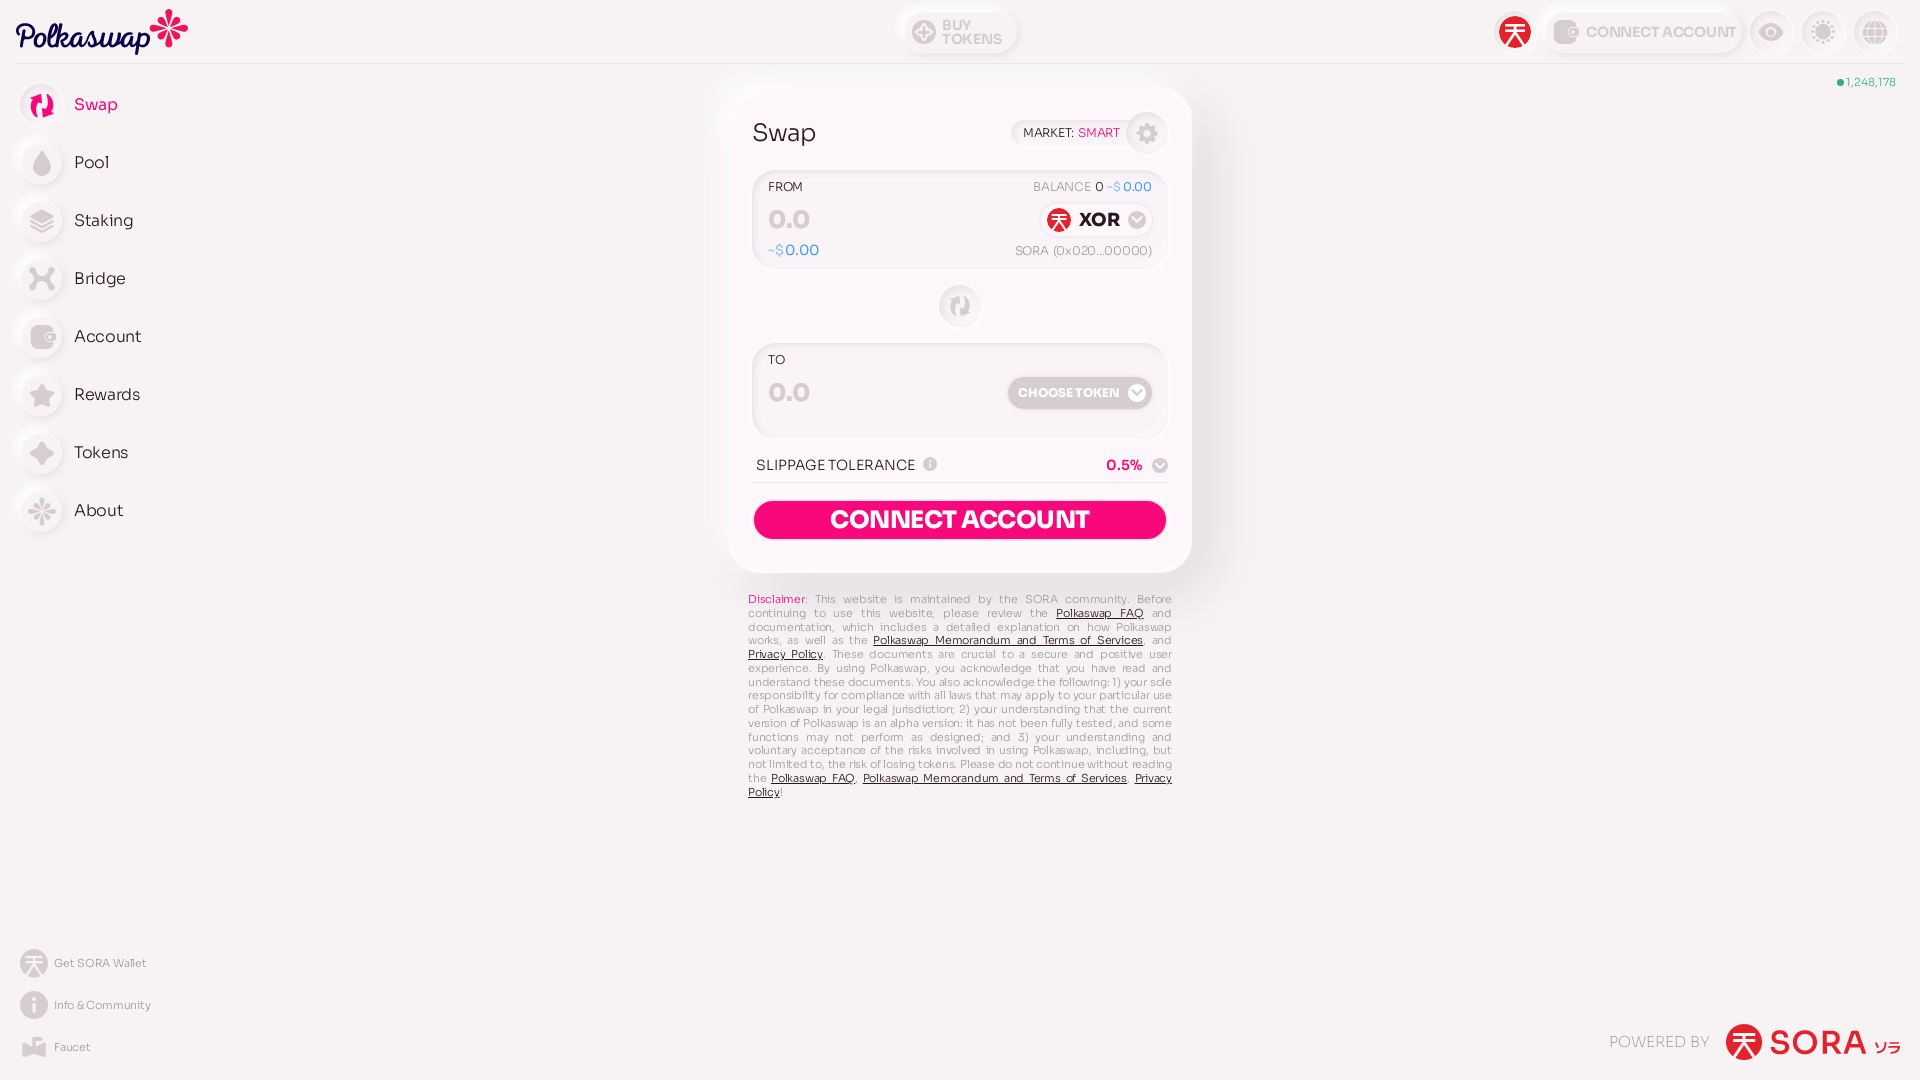 Polkaswap
BUY
TOKENS
CONNECT ACCOUNT
1,248,178
Swap
Pool
Staking
Bridge
Account
Rewards
Tokens
About
Swap
MARKET: SMART
FROM
BALANCE 0 ~$ 0.00
0.0
XOR
~$ 0.00
SORA (0x020...00000)
TO
0.0
CHOOSE TOKEN
SLIPPAGE TOLERANCE
0.5%
CONNECT ACCOUNT
Disclaimer: This website is maintained by the SORA community. Before
continuing to use this website, please review the Polkaswap FAQ and
documentation, which includes a detailed explanation on how Polkaswap
works, as well as the Polkaswap Memorandum and Terms of Services, and
Privacy Policy. These documents are crucial to a secure and positive user
experience. By using Polkaswap, you acknowledge that you have read and
understand these documents. You also acknowledge the following: 1) your sole
responsibility for compliance with all laws that may apply to your particular use
of Polkaswap in your legal jurisdiction; 2) your understanding that the current
version of Polkaswap is an alpha version: it has not been fully tested, and some
functions may not perform as designed; and 3) your understanding and
voluntary acceptance of the risks involved in using Polkaswap, including, but
not limited to, the risk of losing tokens. Please do not continue without reading
the Polkaswap FAQ, Polkaswap Memorandum and Terms of Services, Privacy
Policy!
Get SORA Wallet
Info & Community
Faucet
POWERED BY
SORA ソラ